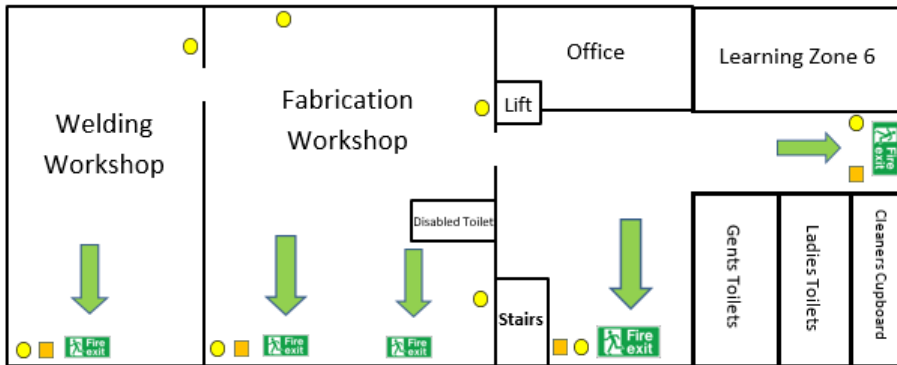 Office
Learning Zone 6
Lift
Fabrication
Workshop
Welding
Workshop
Fire
exit
Disabled Toilet
Gents Toilets
Ladies Toilets
Cleaners Cupboard
Stairs
Fire
exit
Fire
exit
Fire
exit
Fire
exit